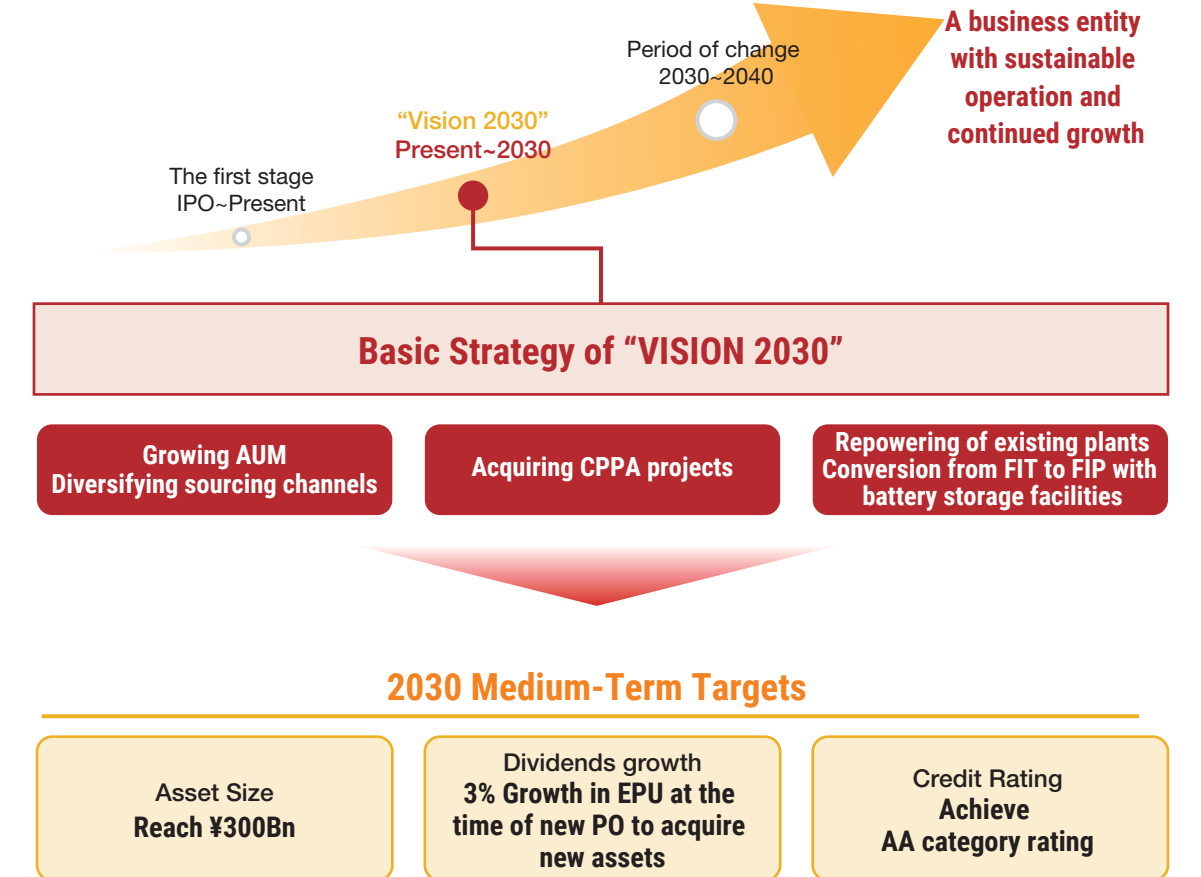 A business entity
with sustainable
operation and
continued growth
Period of change
2030~2040
“Vision 2030”
Present~2030
The first stage
IPO~Present
Basic Strategy of “VISION 2030”
Growing AUM
Diversifying sourcing channels
Acquiring CPPA projects
Repowering of existing plants
Conversion from FIT to FIP with
battery storage facilities
2030 Medium-Term Targets
Asset Size
Reach ¥300Bn
Dividends growth
3% Growth in EPU at the
time of new PO to acquire
new assets
Credit Rating
Achieve
AA category rating